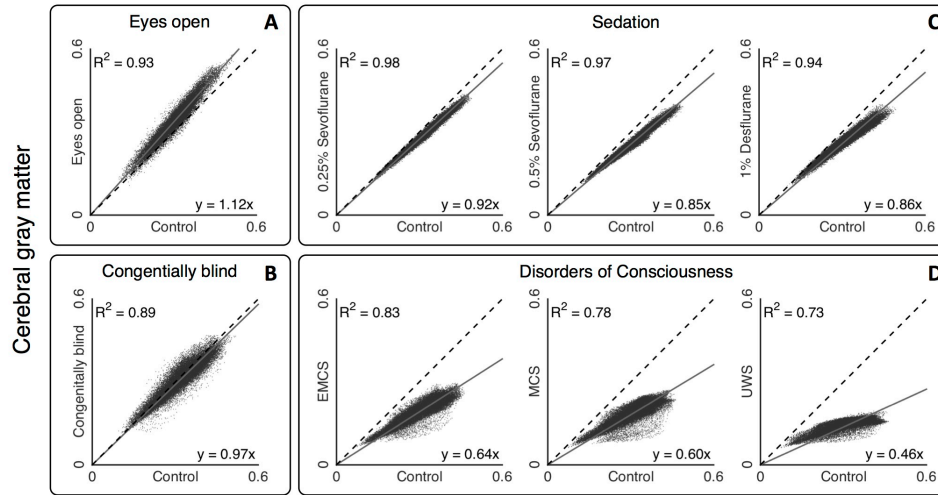 Cerebral gray matter
Eyes open
A
0.6
R² = 0.93
Eyes open
y = 1.12x
0
0
Control
0.6
Sedation
C
0.6
R² = 0.98
0.25% Sevoflurane
y = 0.92x
0
0
Control
0.6
0.6
R² = 0.97
0.5% Sevoflurane
y = 0.85x
0
0
Control
0.6
0.6
R² = 0.94
1% Desflurane
y = 0.86x
0
0
Control
0.6
Congentially blind
B
0.6
R² = 0.89
Congenitally blind
y = 0.97x
0
0
Control
0.6
Disorders of Consciousness
D
0.6
R² = 0.83
EMCS
y = 0.64x
0
0
Control
0.6
0.6
R² = 0.78
MCS
y = 0.60x
0
0
Control
0.6
0.6
R² = 0.73
UWS
y = 0.46x
0
0
Control
0.6